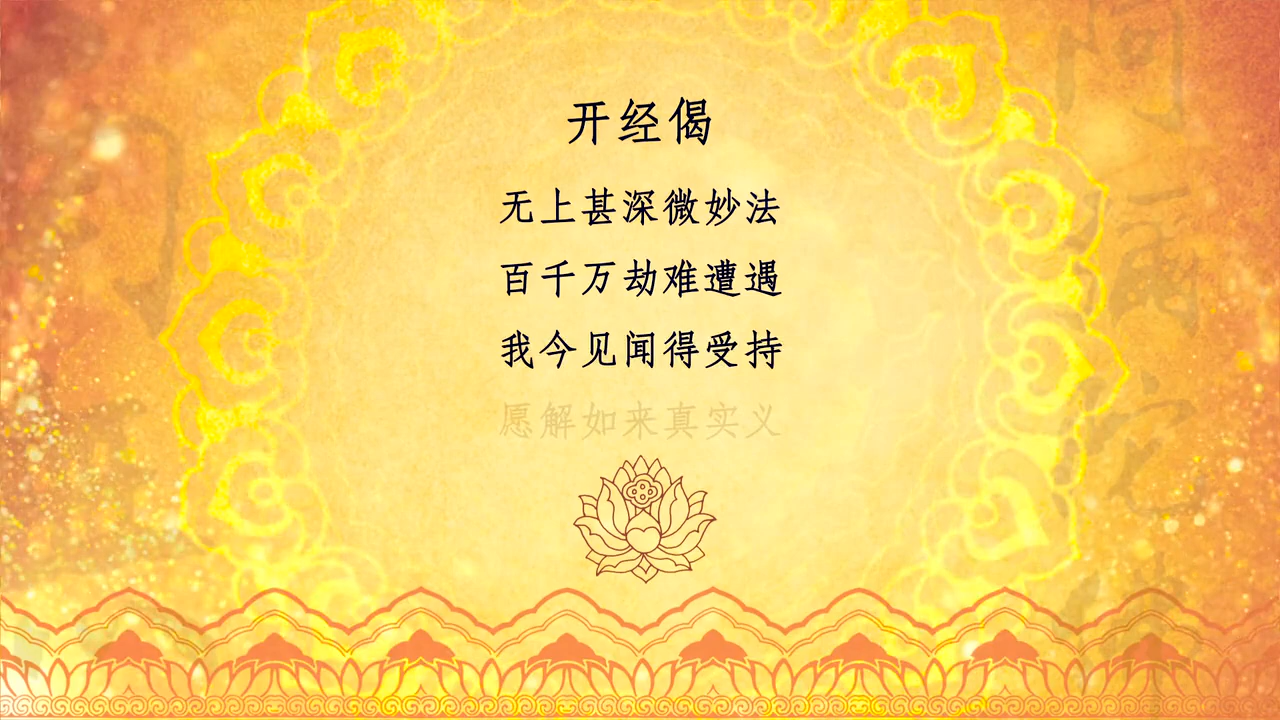 开经偈
无上甚深微妙法
百千万劫难遭遇
我今见闻得受持
愿解如来真实义